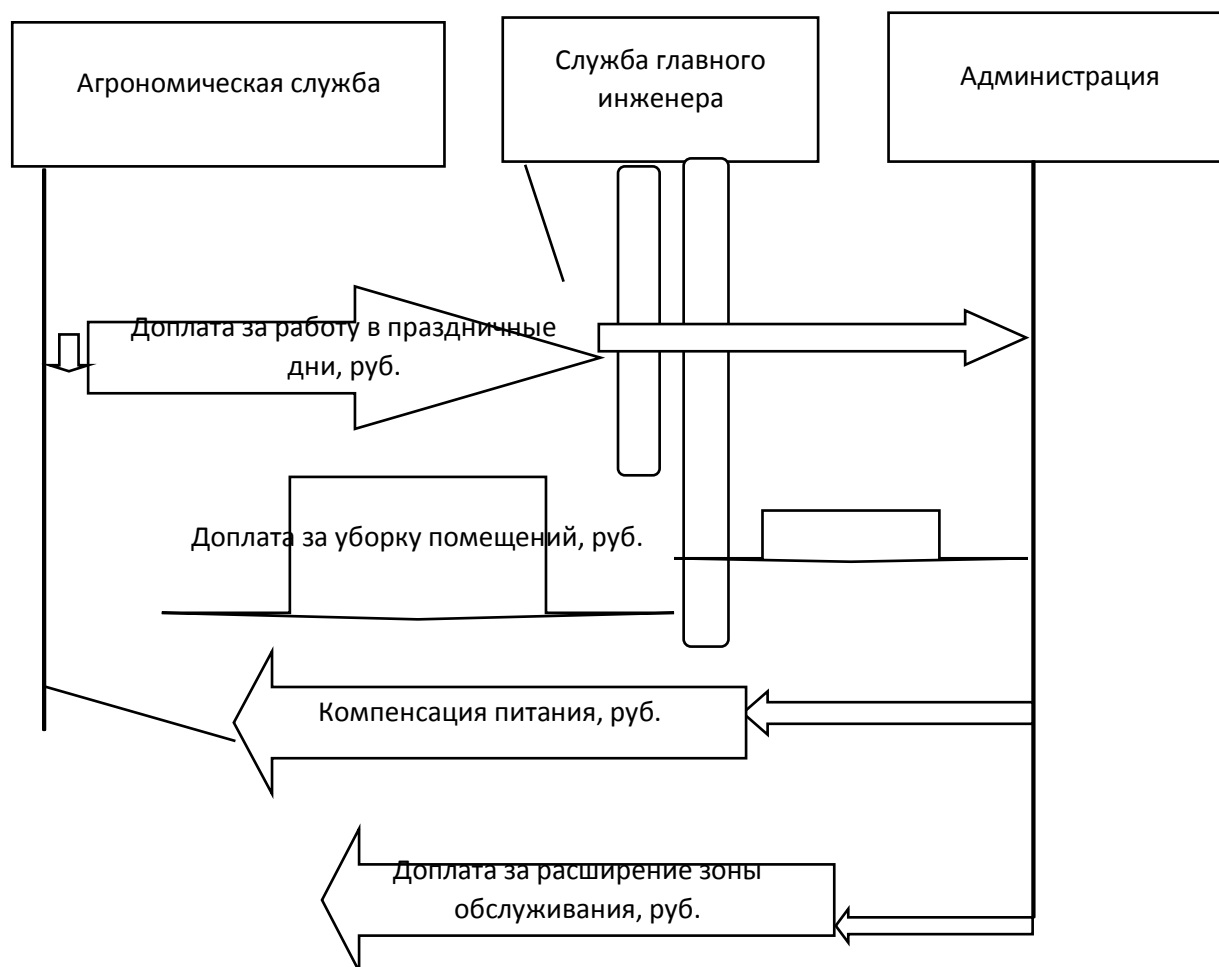 Агрономическая служба
Служба главного
инженера
Администрация
Доплата за работу в праздничные
дни, руб.
Доплата за уборку помещений, руб.
Компенсация питания, руб.
Доплата за расширение зоны
обслуживания, руб.